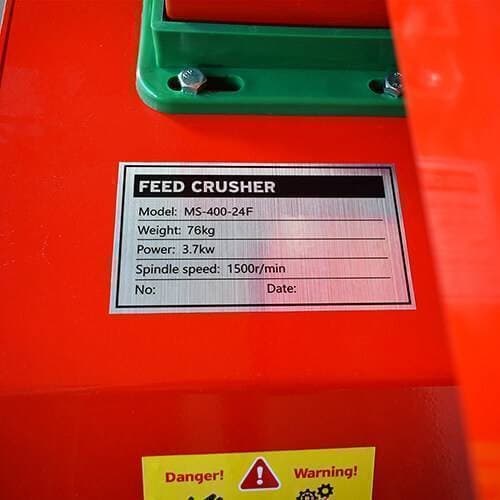 FEED CRUSHER
Model: MS-400-24F
Weight: 76kg
Power: 3.7kw
Spindle speed: 1500r/min
No: Date:
Danger! Warning!